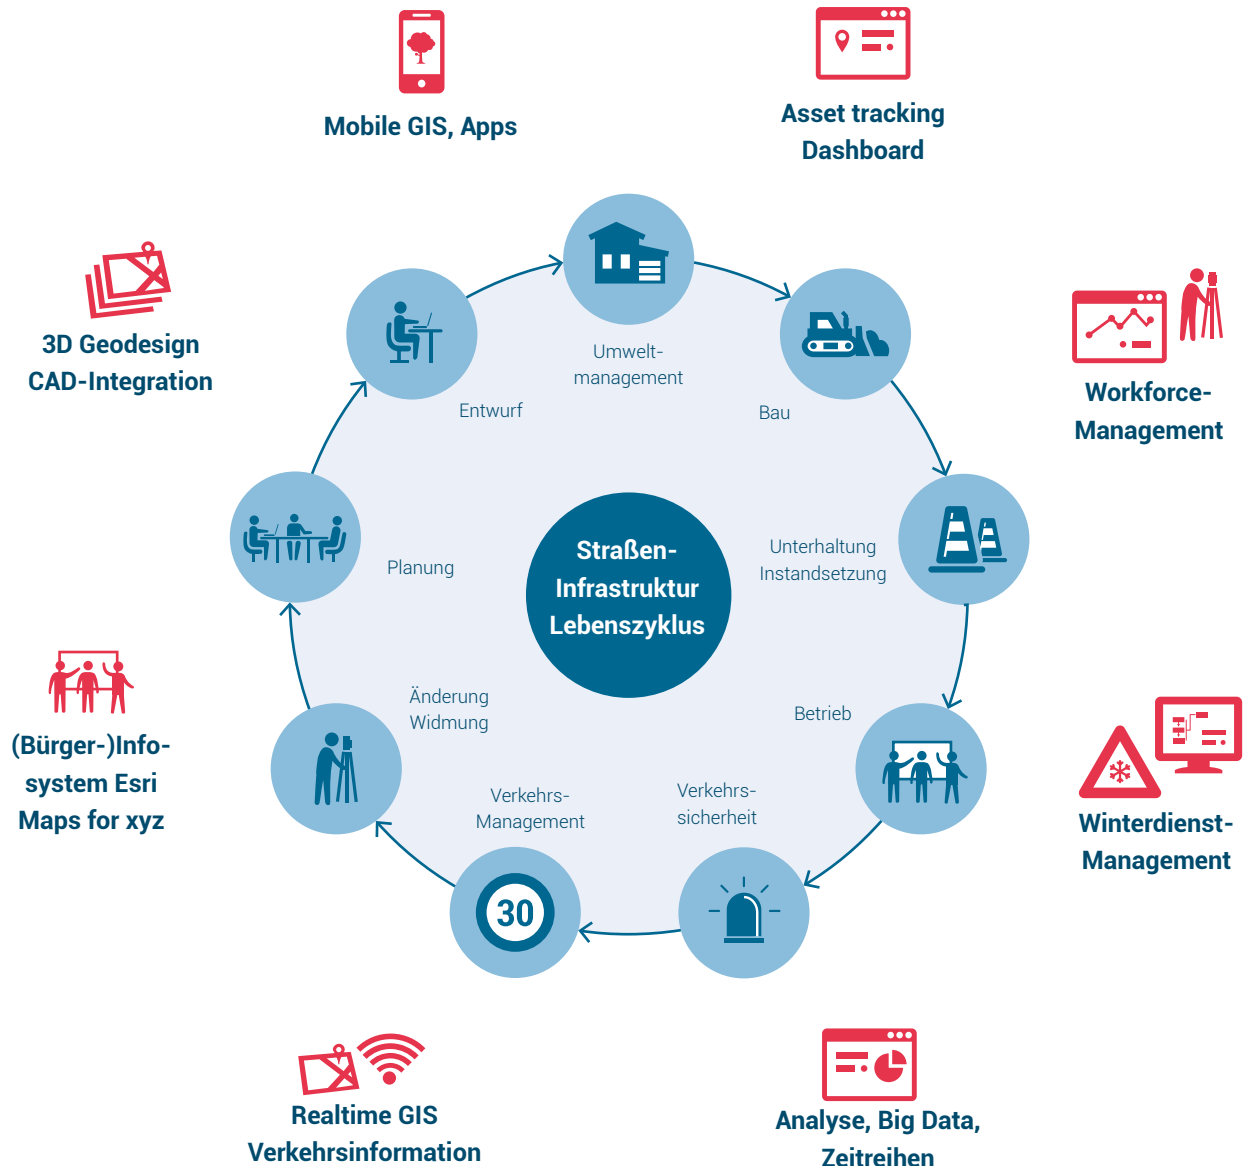 Mobile GIS, Apps
Asset tracking
Dashboard
3D Geodesign
CAD-Integration
Workforce-
Management
Umwelt-
management
Entwurf
Bau
Planung
Unterhaltung
Instandsetzung
Straßen-
Infrastruktur
Lebenszyklus
Änderung
Widmung
Betrieb
Verkehrs-
Management
Verkehrs-
sicherheit
30
(Bürger-)Info-
system Esri
Maps for xyz
Winterdienst-
Management
Realtime GIS
Verkehrsinformation
Analyse, Big Data,
Zeitreihen